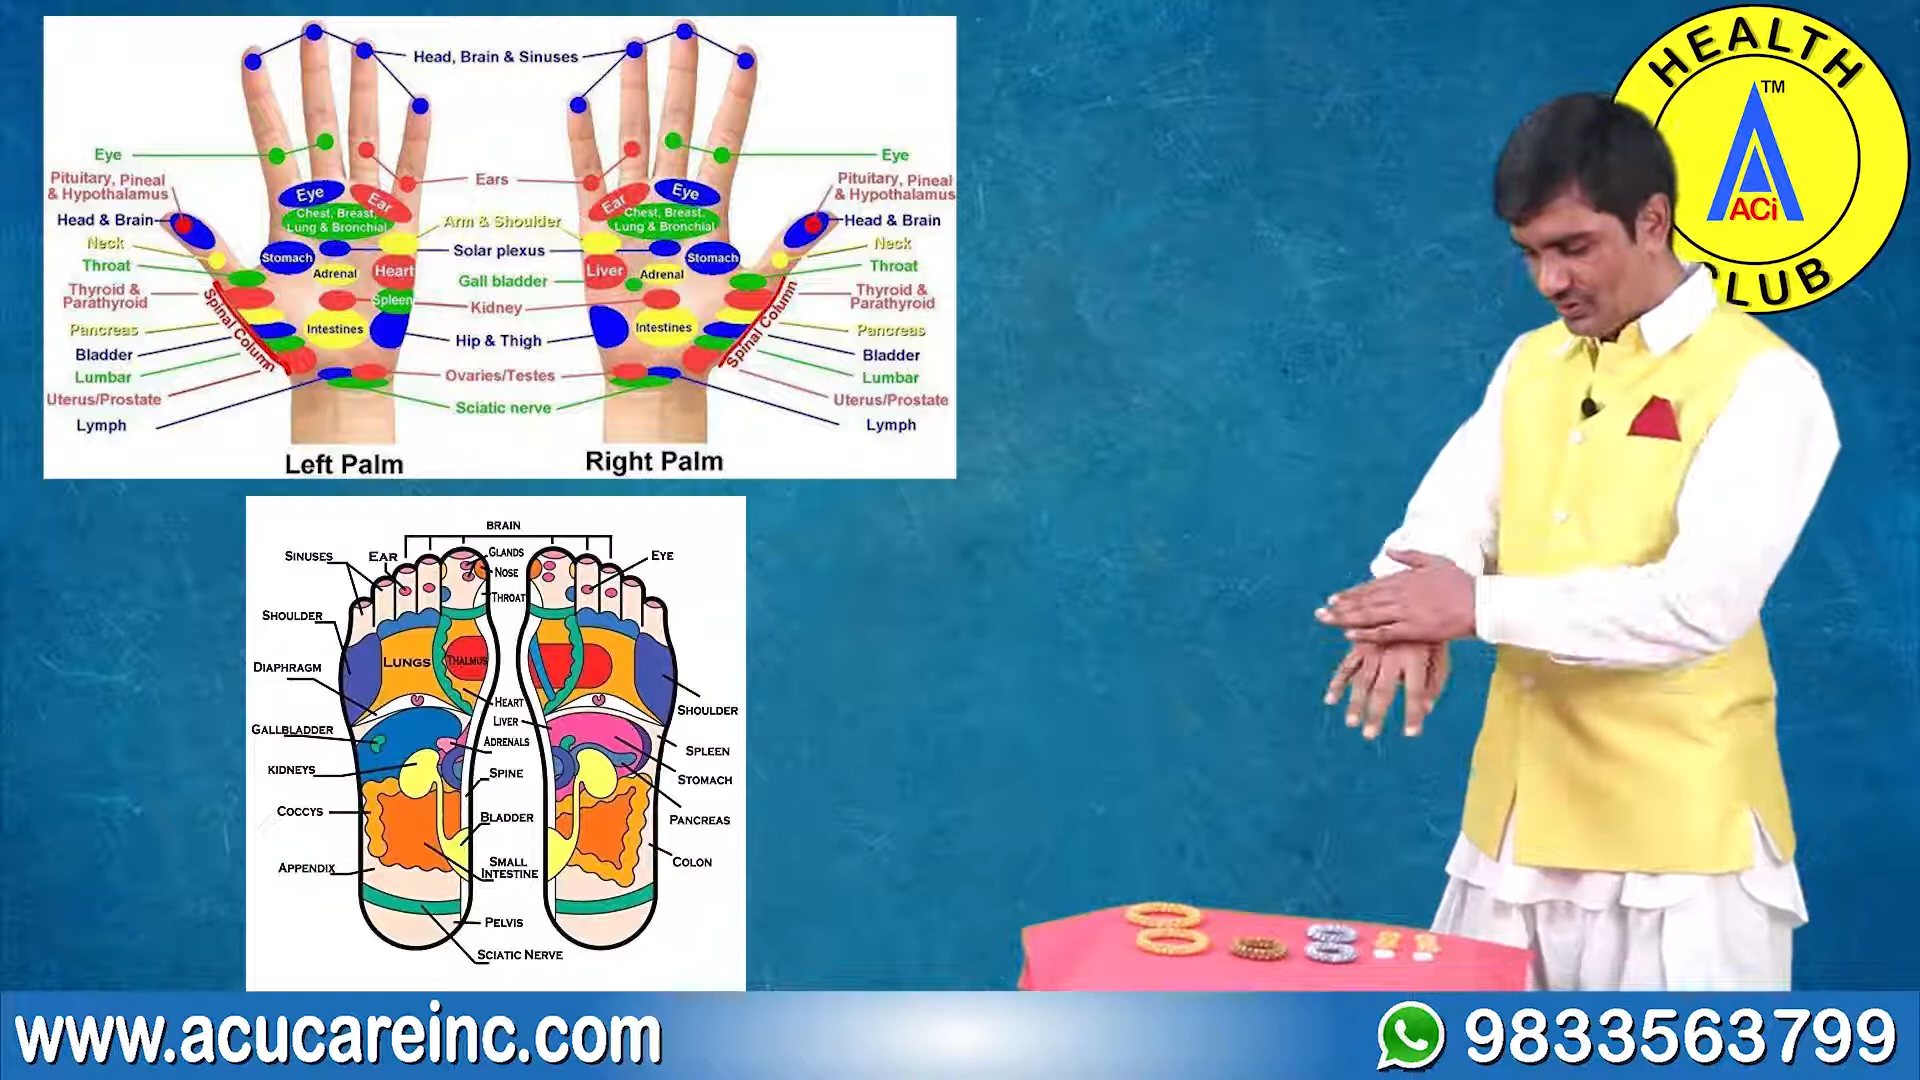 Head, Brain & Sinuses
Eye
Pituitary, Pineal
& Hypothalamus
Head & Brain
Neck
Throat
Thyroid &
Parathyroid
Pancreas
Bladder
Lumbar
Uterus/Prostate
Lymph
Spinal Column
Eye
Ear
Chest, Breast,
Lung & Bronchial
Stomach
Adrenal
Heart
Spleen
Intestines
Left Palm
Ears
Arm & Shoulder
Solar plexus
Gall bladder
Kidney
Hip & Thigh
Ovaries/Testes
Sciatic nerve
Ear
Eye
Chest, Breast,
Lung & Bronchial
Liver
Adrenal
Stomach
Intestines
Spinal Column
Right Palm
Eye
Pituitary, Pineal
& Hypothalamus
Head & Brain
Neck
Throat
Thyroid &
Parathyroid
Pancreas
Bladder
Lumbar
Uterus/Prostate
Lymph
HEALTH
TM
ACi
CLUB
BRAIN
SINUSES
EAR
GLANDS
NOSE
EYE
THROAT
SHOULDER
LUNGS
THALMUS
DIAPHRAGM
HEART
LIVER
SHOULDER
GALLBLADDER
ADRENALS
SPLEEN
KIDNEYS
SPINE
STOMACH
COCCYS
BLADDER
PANCREAS
APPENDIX
SMALL
INTESTINE
COLON
PELVIS
SCIATIC NERVE
www.acucareinc.com
9833563799